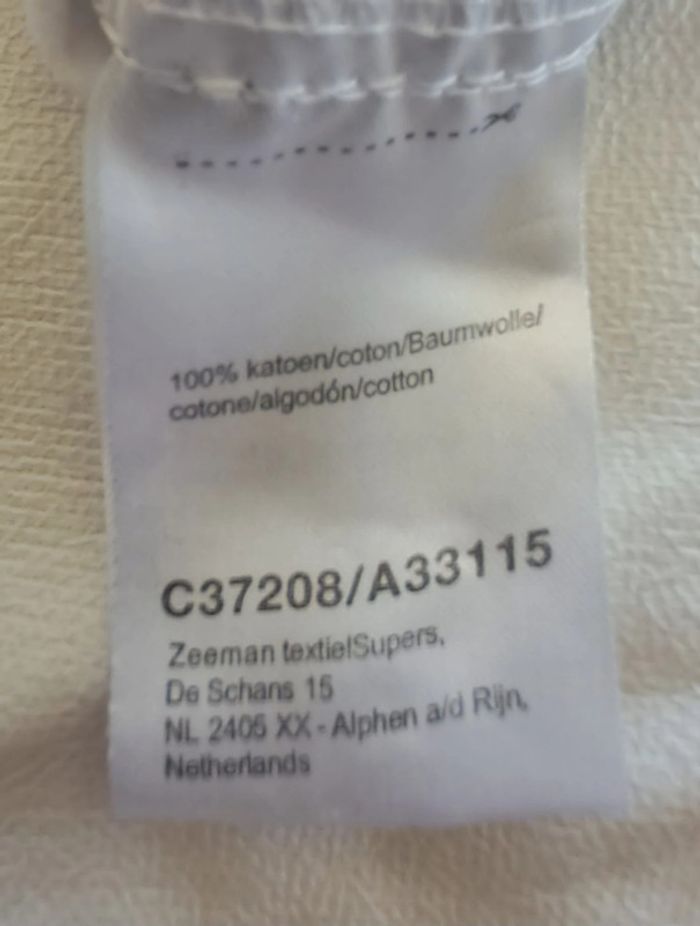 100% katoen/coton/Baumwolle/
cotone/algodón/cotton
C37208/A33115
Zeeman textielSupers,
De Schans 15
NL 2405 XX - Alphen a/d Rijn,
Netherlands